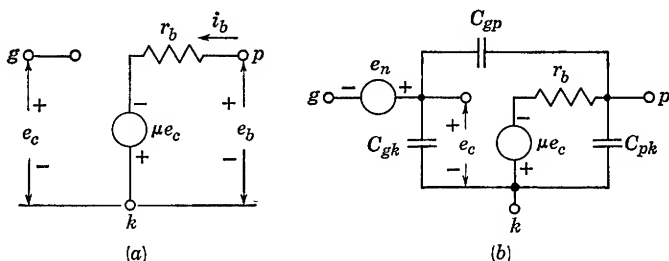 i_b
r_b
g
p
+
−
+
e_c
μe_c
e_b
−
+
−
k
(a)
C_gp
e_n
r_b
g
−
+
p
+
−
C_gk
e_c
μe_c
C_pk
−
+
k
(b)